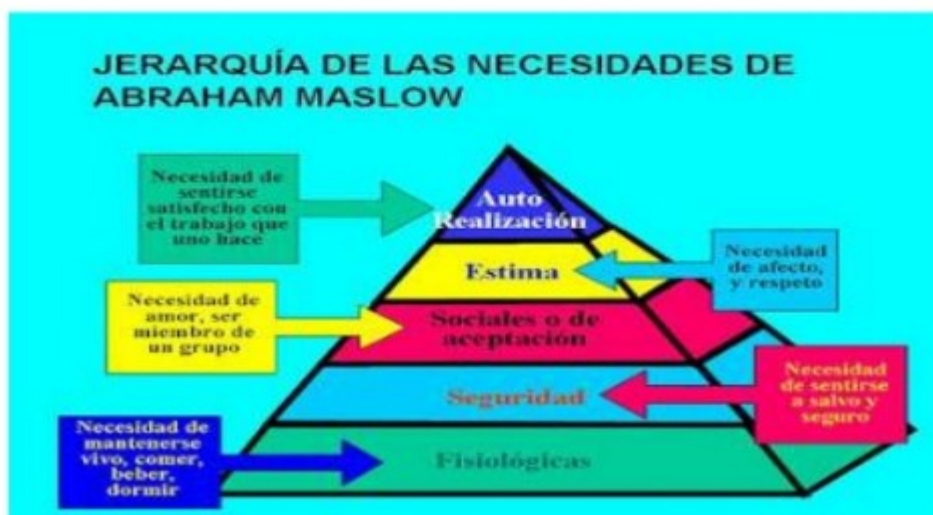 JERARQUÍA DE LAS NECESIDADES DE
ABRAHAM MASLOW
Necesidad de
sentirse
satisfecho con
el trabajo que
uno hace
Auto
Realización
Necesidad
de afecto,
y respeto
Estima
Necesidad de
amor, ser
miembro de
un grupo
Sociales o de
aceptación
Necesidad
de sentirse
a salvo y
seguro
Seguridad
Necesidad de
mantenerse
vivo, comer,
beber,
dormir
Fisiológicas